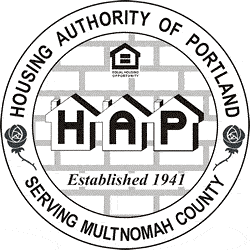 HOUSING AUTHORITY OF PORTLAND
EQUAL HOUSING
OPPORTUNITY
HAP
Established 1941
SERVING MULTNOMAH COUNTY